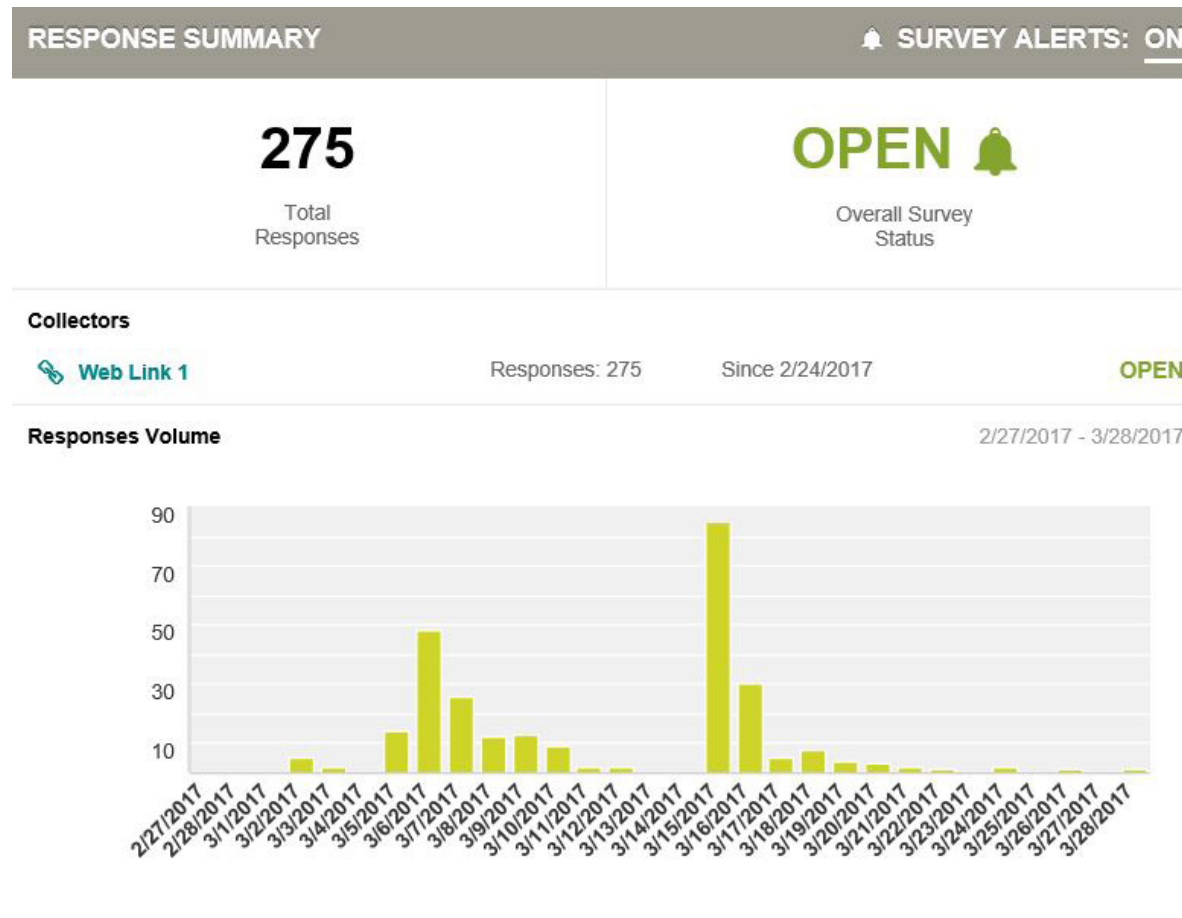 RESPONSE SUMMARY SURVEY ALERTS: ON
275 OPEN
Total Overall Survey
Responses Status
Collectors
Web Link 1 Responses: 275 Since 2/24/2017 OPEN
Responses Volume 2/27/2017 - 3/28/2017
90
70
50
30
10
2/27/2017 2/28/2017 3/1/2017 3/2/2017 3/3/2017 3/4/2017 3/5/2017 3/6/2017 3/7/2017 3/8/2017 3/9/2017 3/10/2017 3/11/2017 3/12/2017 3/13/2017 3/14/2017 3/15/2017 3/16/2017 3/17/2017 3/18/2017 3/19/2017 3/20/2017 3/21/2017 3/22/2017 3/23/2017 3/24/2017 3/25/2017 3/26/2017 3/27/2017 3/28/2017